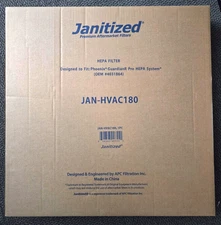 Janitized®
Premium Aftermarket Filters
HEPA FILTER
Designed to Fit: Phoenix® Guardian® Pro HEPA System*
(OEM #4031864)
JAN-HVAC180
Janitized®
Designed & Engineered by APC Filtration Inc.
Made in China